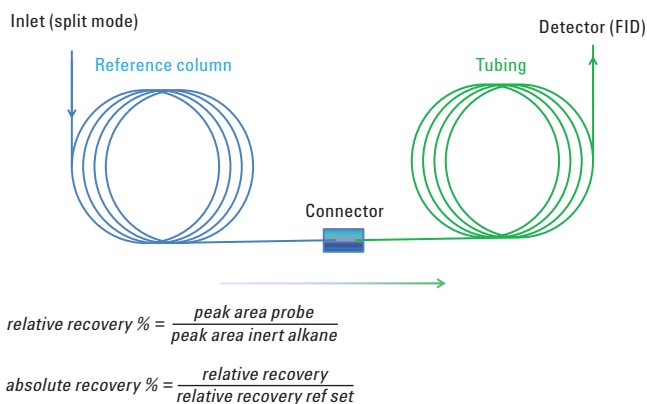 Inlet (split mode)
Detector (FID)
Reference column
Tubing
Connector
relative recovery % = peak area probe
peak area inert alkane
absolute recovery % = relative recovery
relative recovery ref set